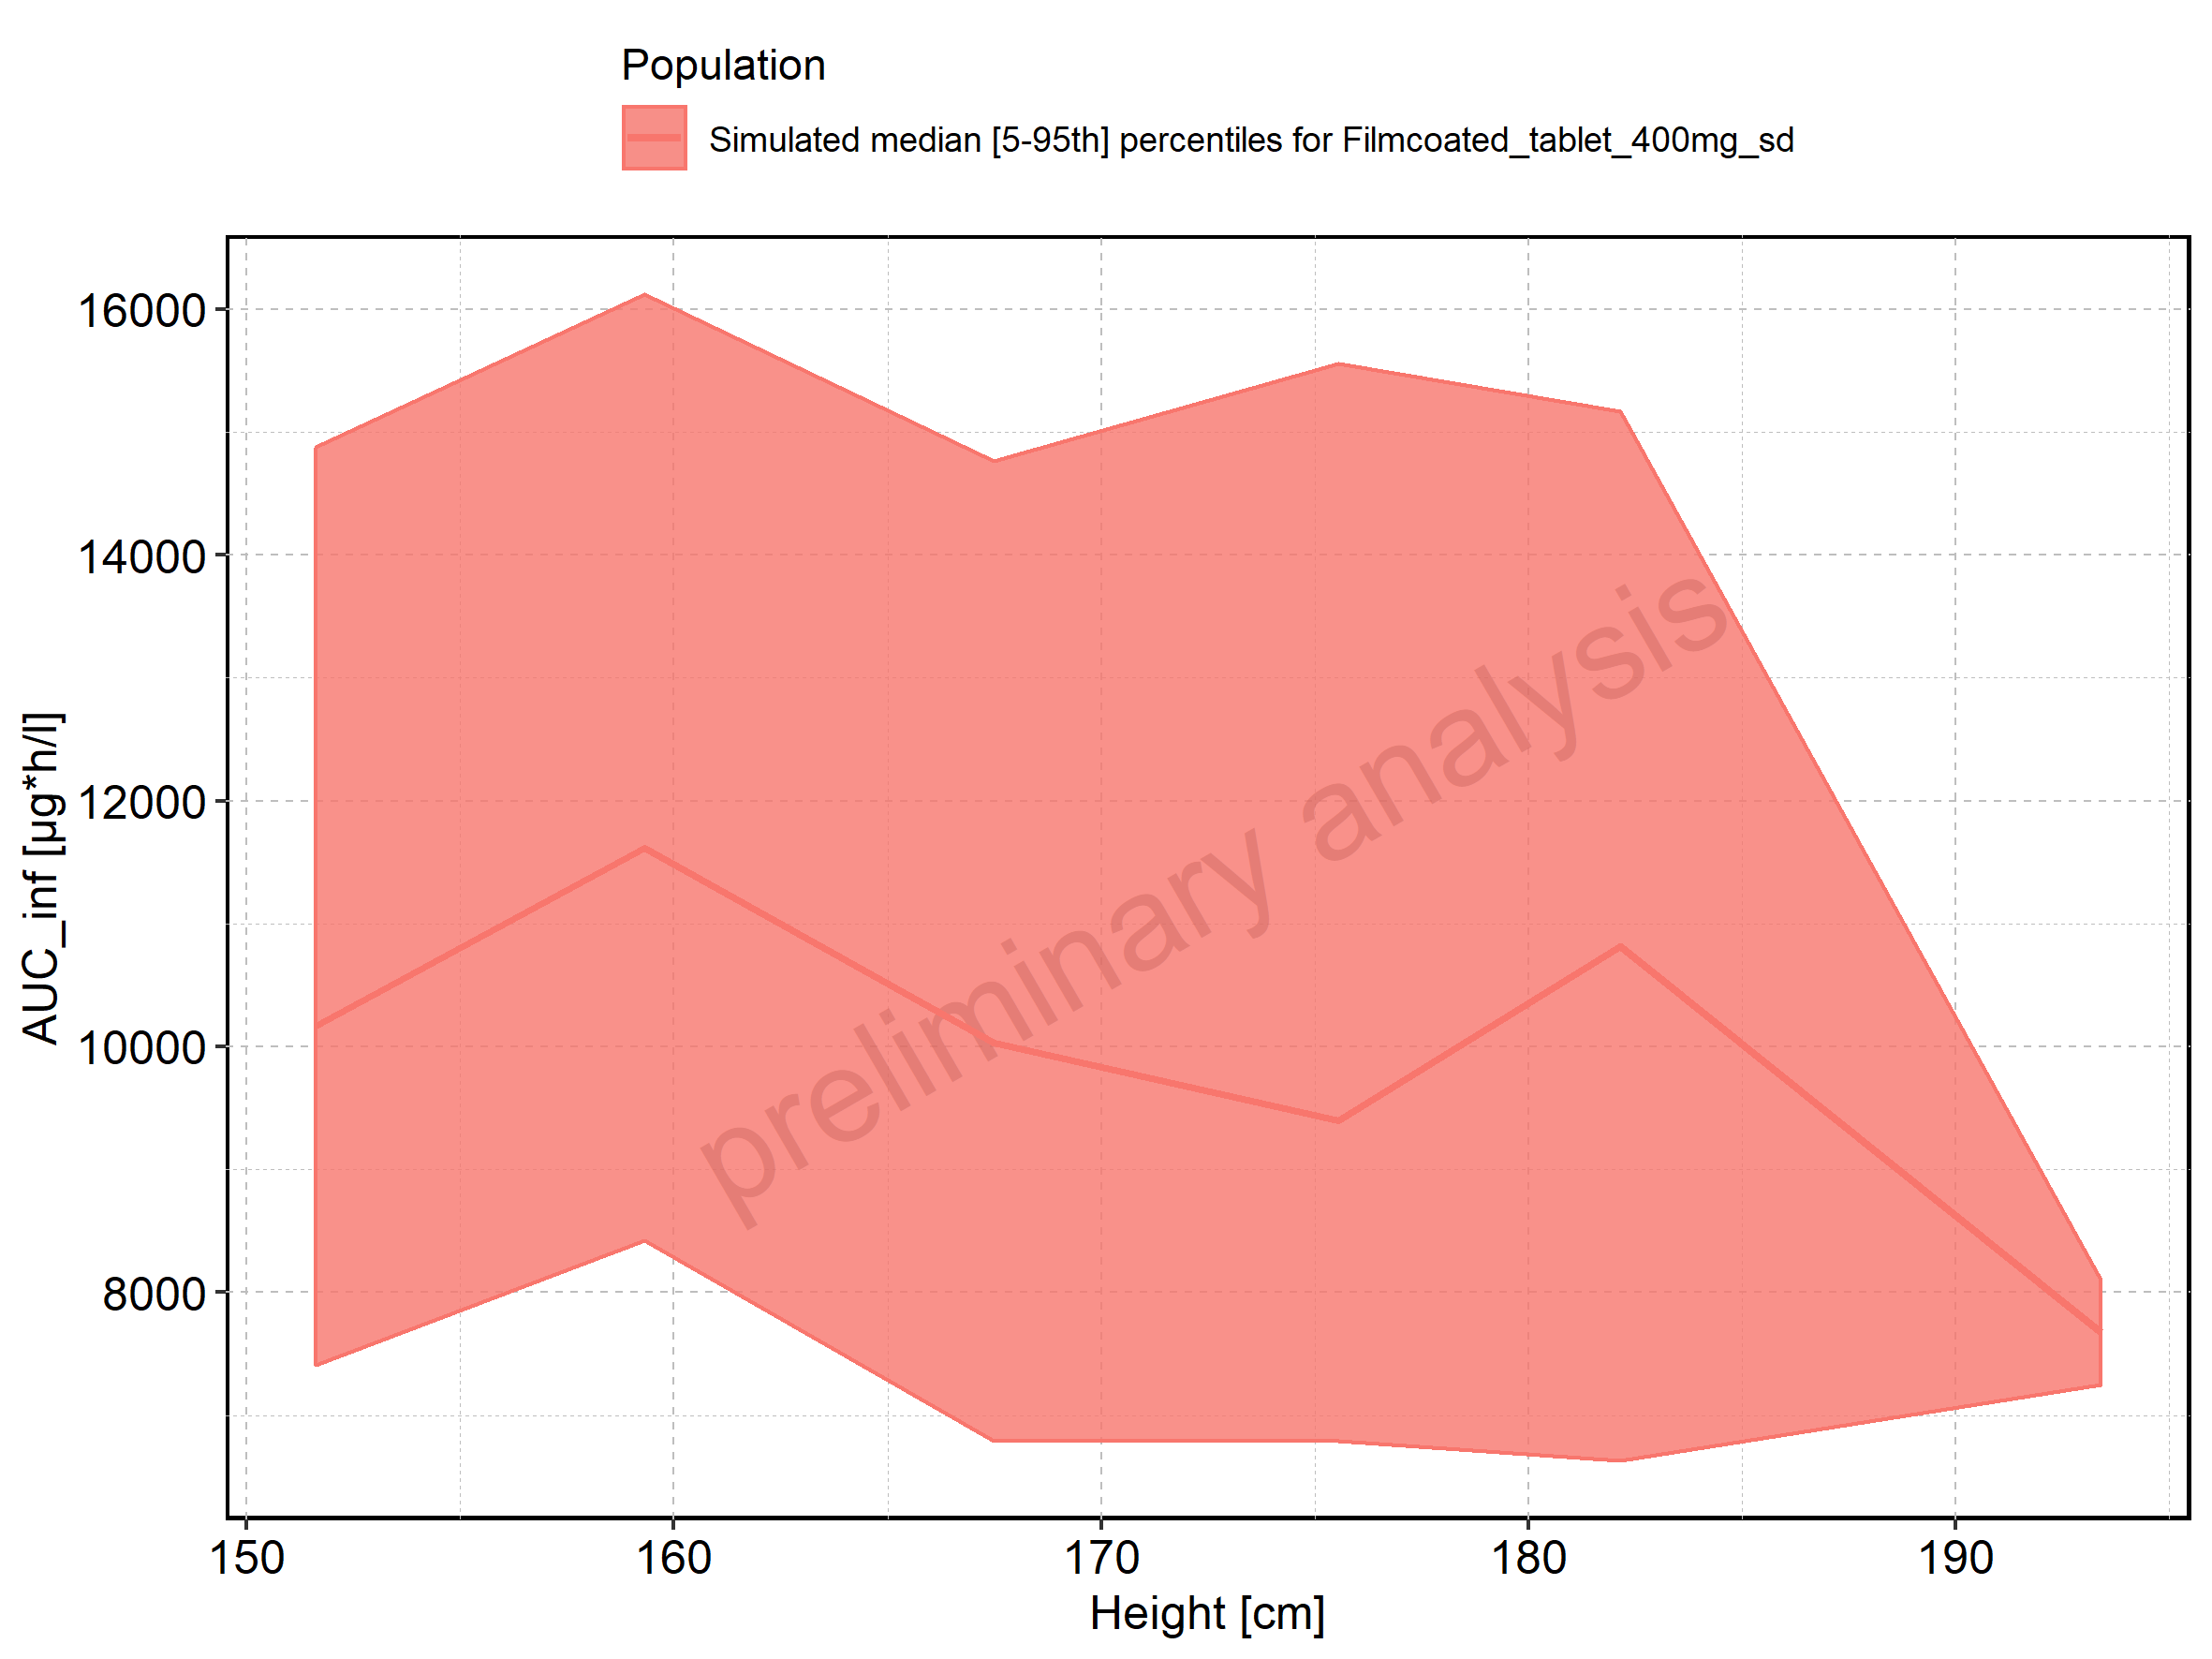 Population
Simulated median [5-95th] percentiles for Filmcoated_tablet_400mg_sd
16000
14000
12000
10000
8000
AUC_inf [µg*h/l]
preliminary analysis
150 160 170 180 190
Height [cm]